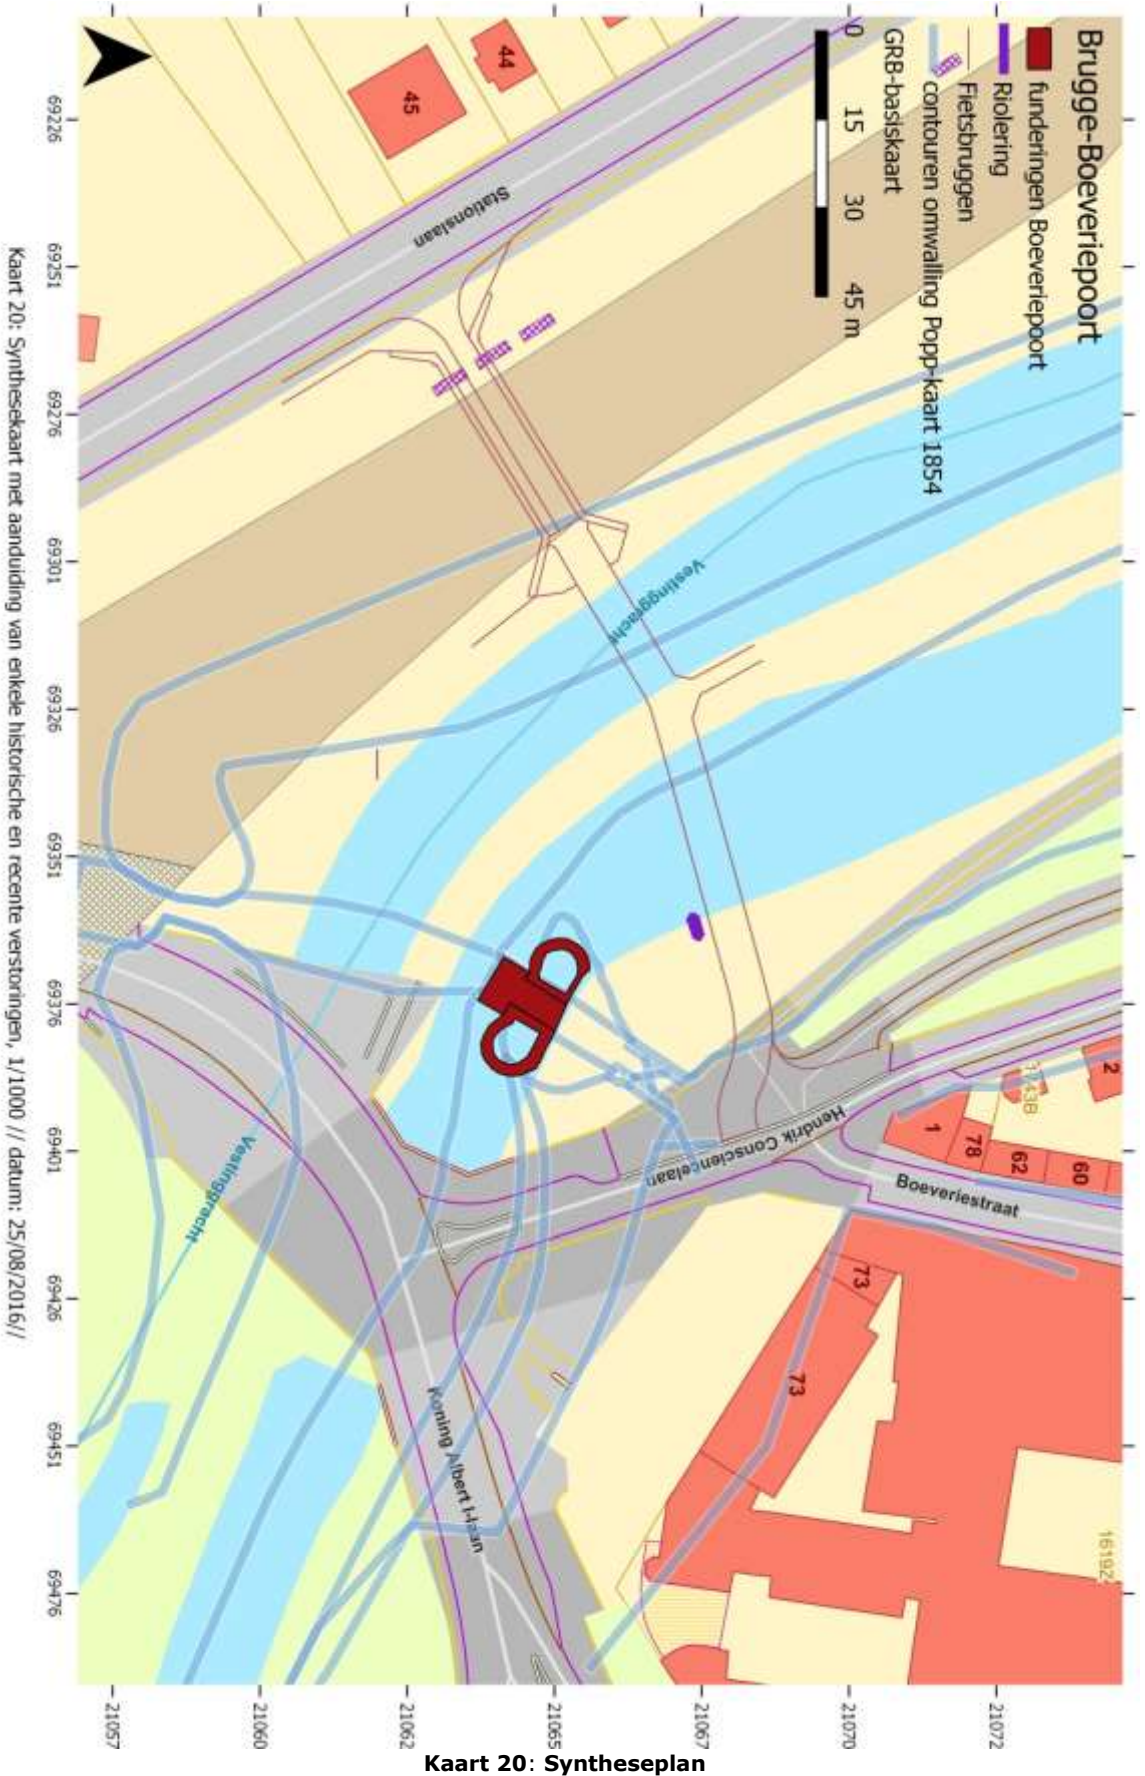 Brugge-Boeveriepoort
funderingen Boeveriepoort
Riolering
Fietsbruggen
contouren omwalling Popp-kaart 1854
GRB-basiskaart
0 15 30 45 m
44
45
Stationslaan
Vestinggracht
Vestinggracht
Hendrik Consciencelaan
Boeveriestraat
Koning Albert I-laan
2
1
78
62
60
73
73
16192
69226
69251
69276
69301
69326
69351
69376
69401
69426
69451
69476
21057
21060
21062
21065
21067
21070
21072
Kaart 20: Synthesekaart met aanduiding van enkele historische en recente verstoringen, 1/1000 // datum: 25/08/2016//
Kaart 20: Syntheseplan